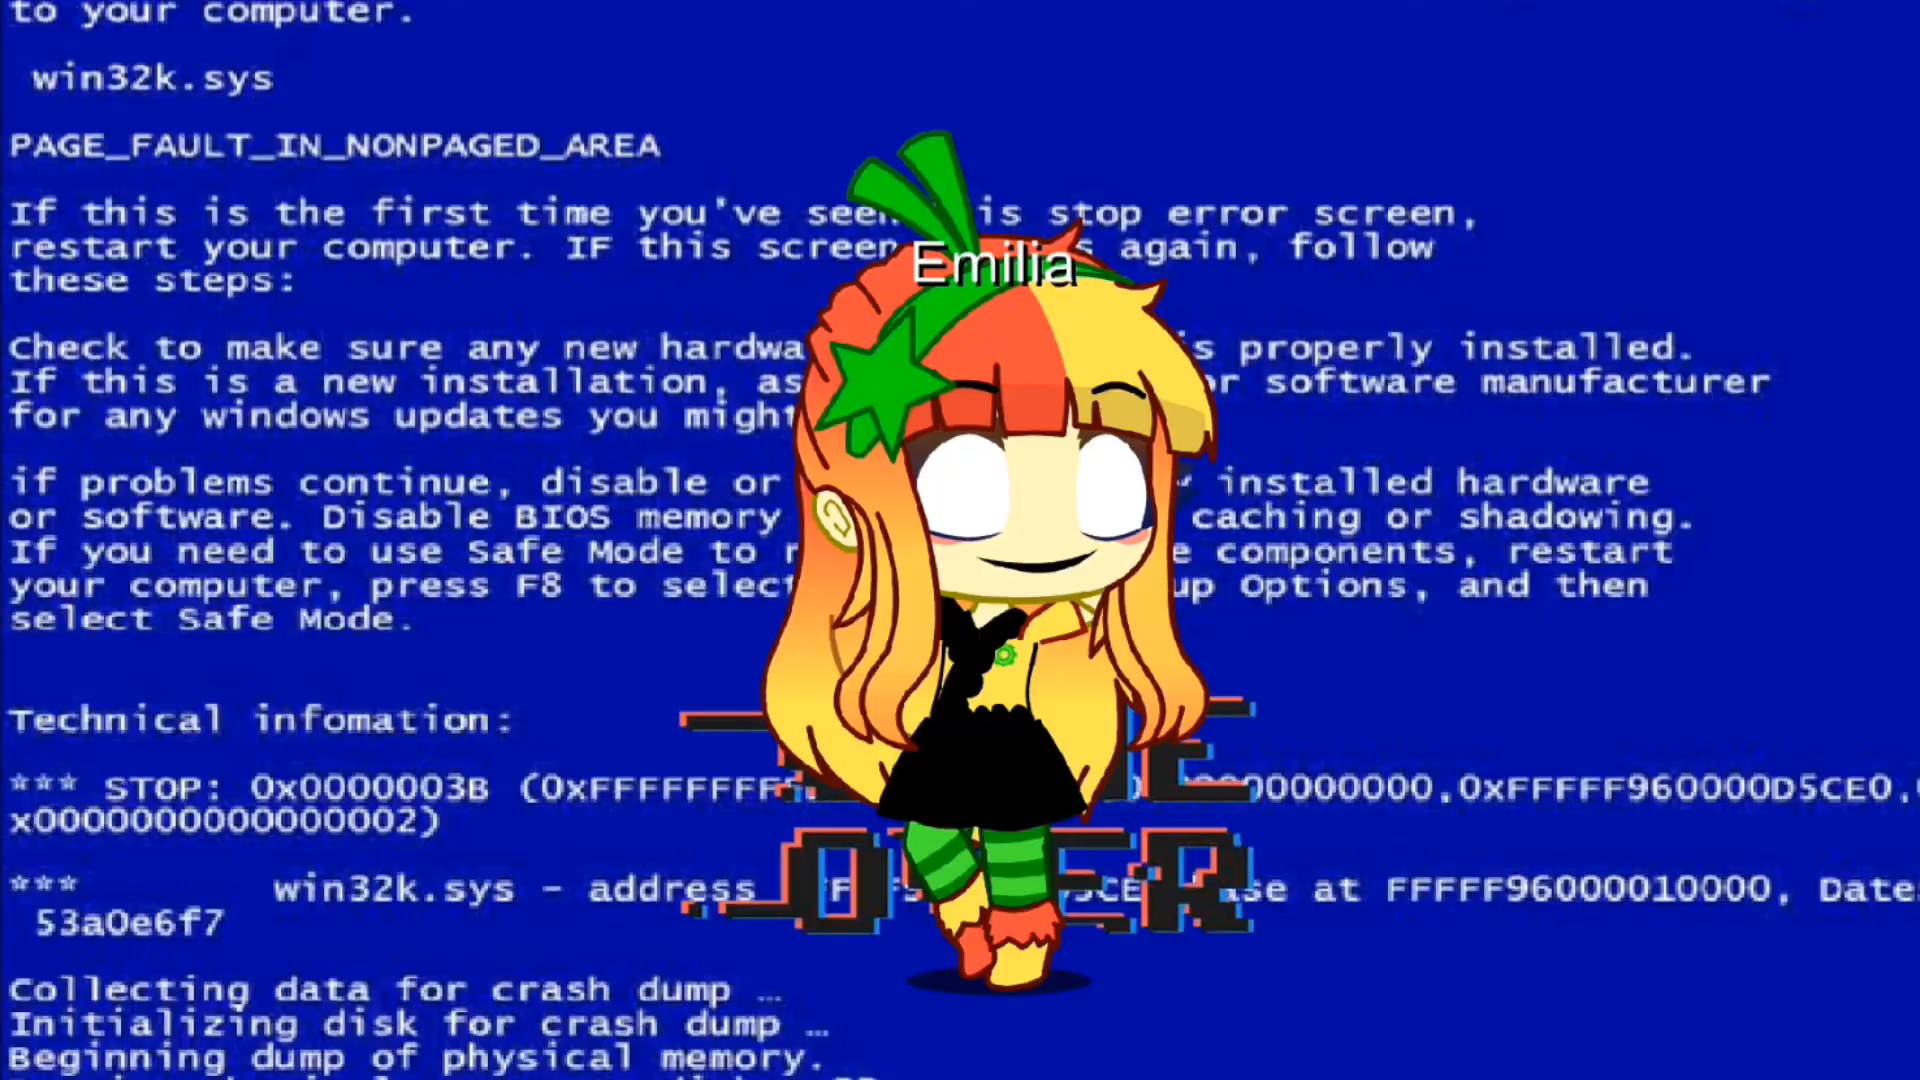 to your computer.
win32k.sys
PAGE_FAULT_IN_NONPAGED_AREA
If this is the first time you've seen is stop error screen,
restart your computer. IF this screen again, follow
Emilia
these steps:
Check to make sure any new hardwa s properly installed.
If this is a new installation, as or software manufacturer
for any windows updates you might
if problems continue, disable or installed hardware
or software. Disable BIOS memory caching or shadowing.
If you need to use Safe Mode to components, restart
your computer, press F8 to select up Options, and then
select Safe Mode.
Technical infomation:
*** STOP: 0x0000003B (0xFFFFFFFF 0000000000,0xFFFFF960000D5CE0,
x0000000000000002)
OVER
*** win32k.sys - address at FFFFF96000010000, Date
53a0e6f7
Collecting data for crash dump …
Initializing disk for crash dump …
Beginning dump of physical memory.